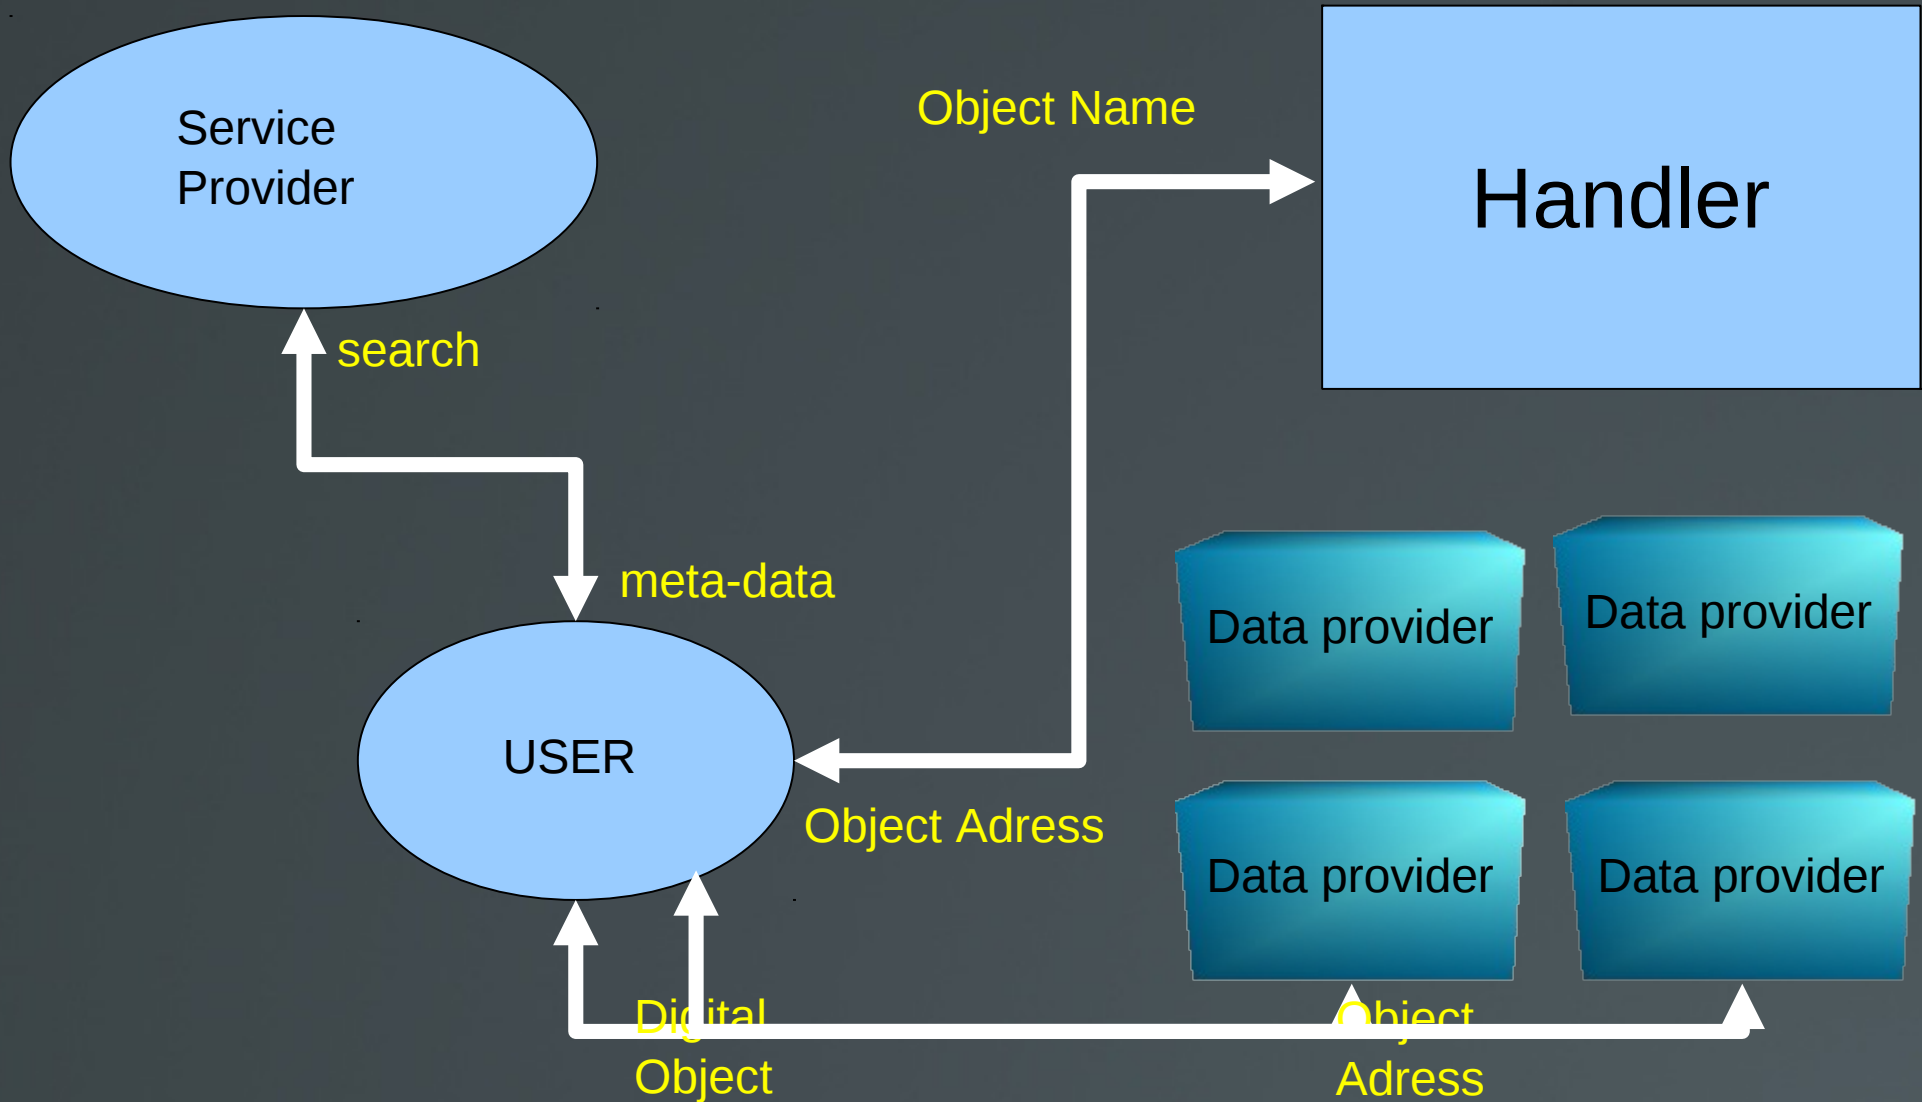 Service
Provider
Object Name
Handler
search
meta-data
Data provider
Data provider
USER
Object Adress
Data provider
Data provider
Digital
Object
Object
Adress